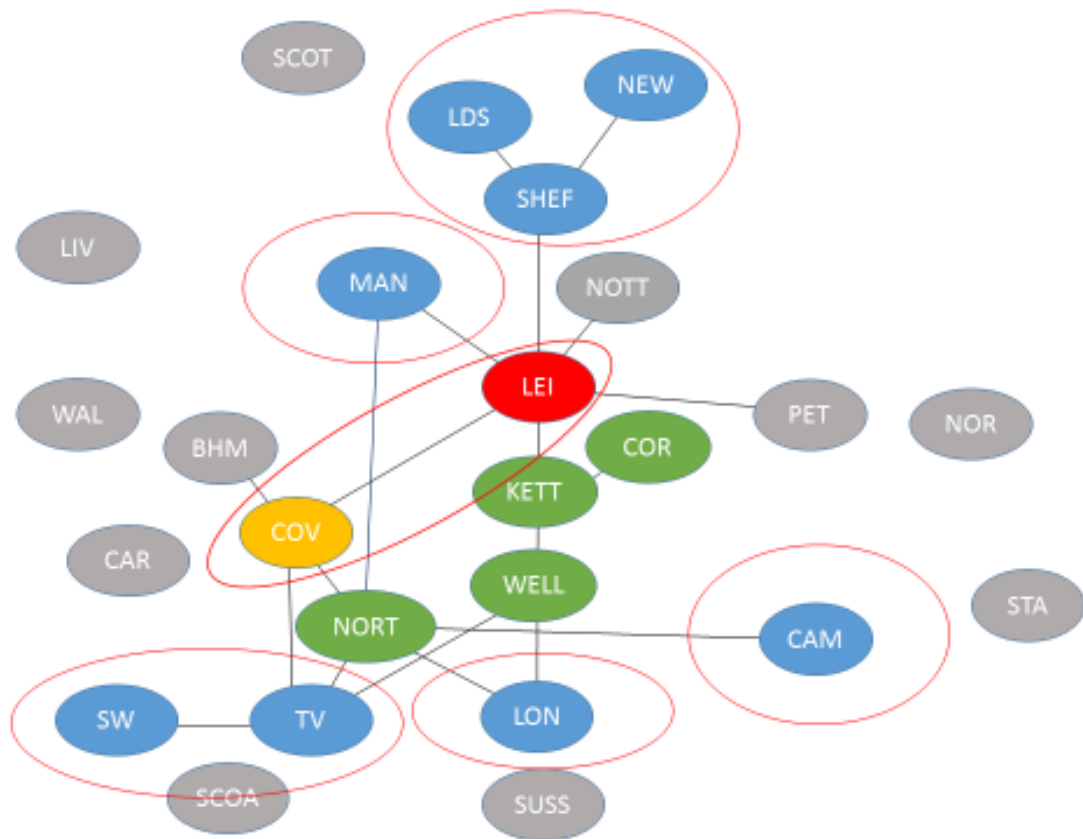 SCOT
NEW
LDS
SHEF
LIV
MAN
NOTT
LEI
WAL
PET
NOR
BHM
COR
KETT
COV
CAR
WELL
STA
NORT
CAM
SW
TV
LON
SCOA
SUSS